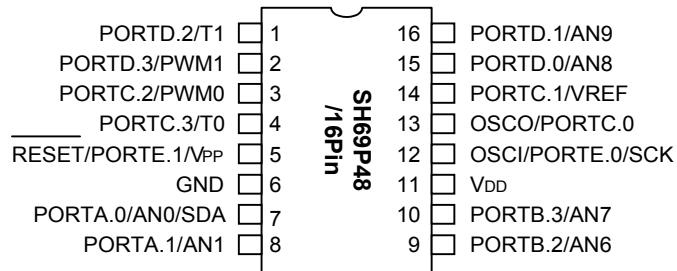 PORTD.2/T1 1 16 PORTD.1/AN9
PORTD.3/PWM1 2 15 PORTD.0/AN8
PORTC.2/PWM0 3 14 PORTC.1/VREF
PORTC.3/T0 4 13 OSCO/PORTC.0
RESET/PORTE.1/VPP 5 12 OSCI/PORTE.0/SCK
GND 6 11 VDD
PORTA.0/AN0/SDA 7 10 PORTB.3/AN7
PORTA.1/AN1 8 9 PORTB.2/AN6
SH69P48
/16Pin